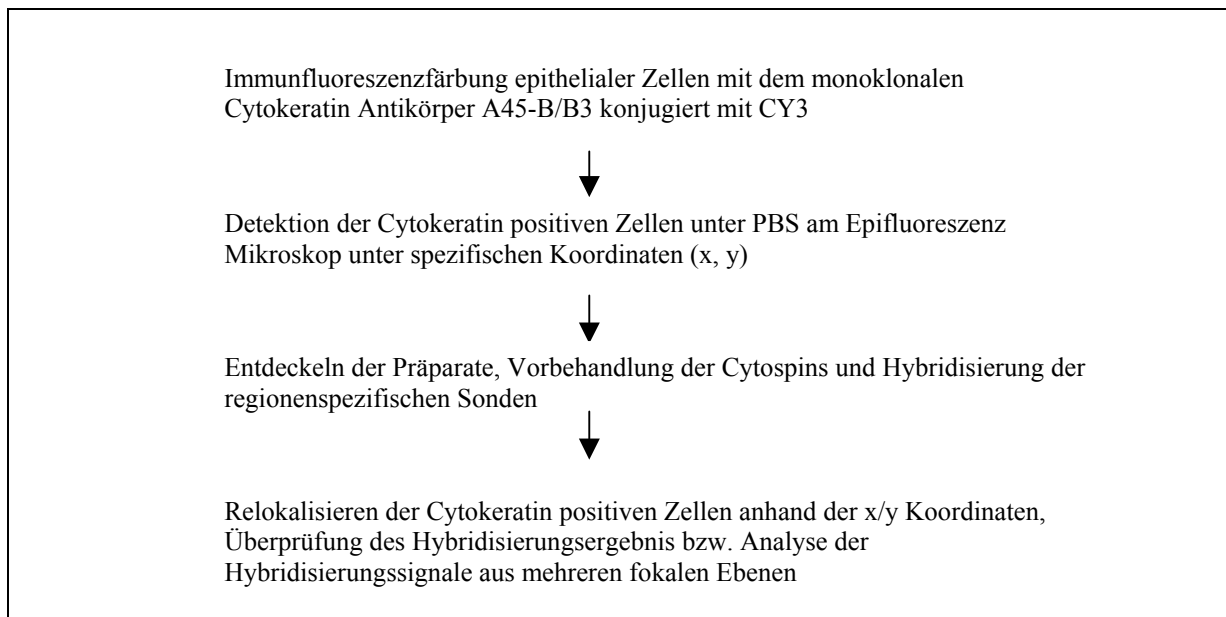 Immunfluoreszenzfärbung epithelialer Zellen mit dem monoklonalen
Cytokeratin Antikörper A45-B/B3 konjugiert mit CY3
Detektion der Cytokeratin positiven Zellen unter PBS am Epifluoreszenz
Mikroskop unter spezifischen Koordinaten (x, y)
Entdeckeln der Präparate, Vorbehandlung der Cytospins und Hybridisierung der
regionenspezifischen Sonden
Relokalisieren der Cytokeratin positiven Zellen anhand der x/y Koordinaten,
Überprüfung des Hybridisierungsergebnis bzw. Analyse der
Hybridisierungssignale aus mehreren fokalen Ebenen